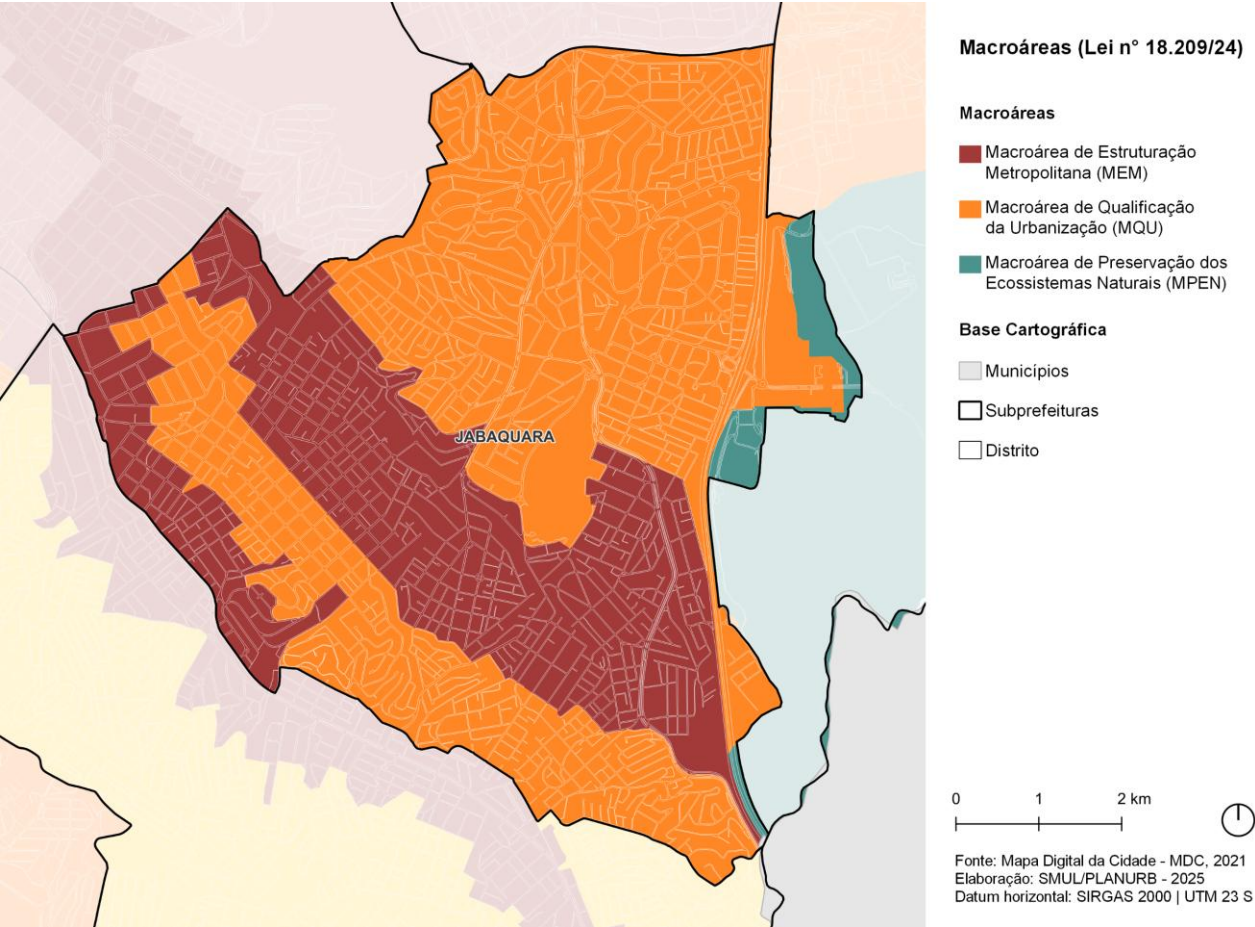 Macroáreas (Lei n° 18.209/24)
Macroáreas
Macroárea de Estruturação
Metropolitana (MEM)
Macroárea de Qualificação
da Urbanização (MQU)
Macroárea de Preservação dos
Ecossistemas Naturais (MPEN)
Base Cartográfica
Municípios
Subprefeituras
Distrito
JABAQUARA
0 1 2 km
Fonte: Mapa Digital da Cidade - MDC, 2021
Elaboração: SMUL/PLANURB - 2025
Datum horizontal: SIRGAS 2000 | UTM 23 S